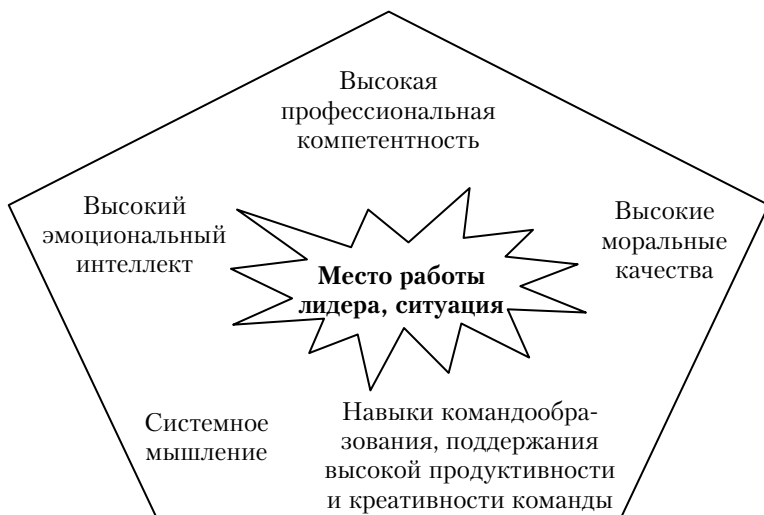 Высокая
профессиональная
компетентность
Высокий
эмоциональный
интеллект
Высокие
моральные
качества
Место работы
лидера, ситуация
Системное
мышление
Навыки командообра-
зования, поддержания
высокой продуктивности
и креативности команды